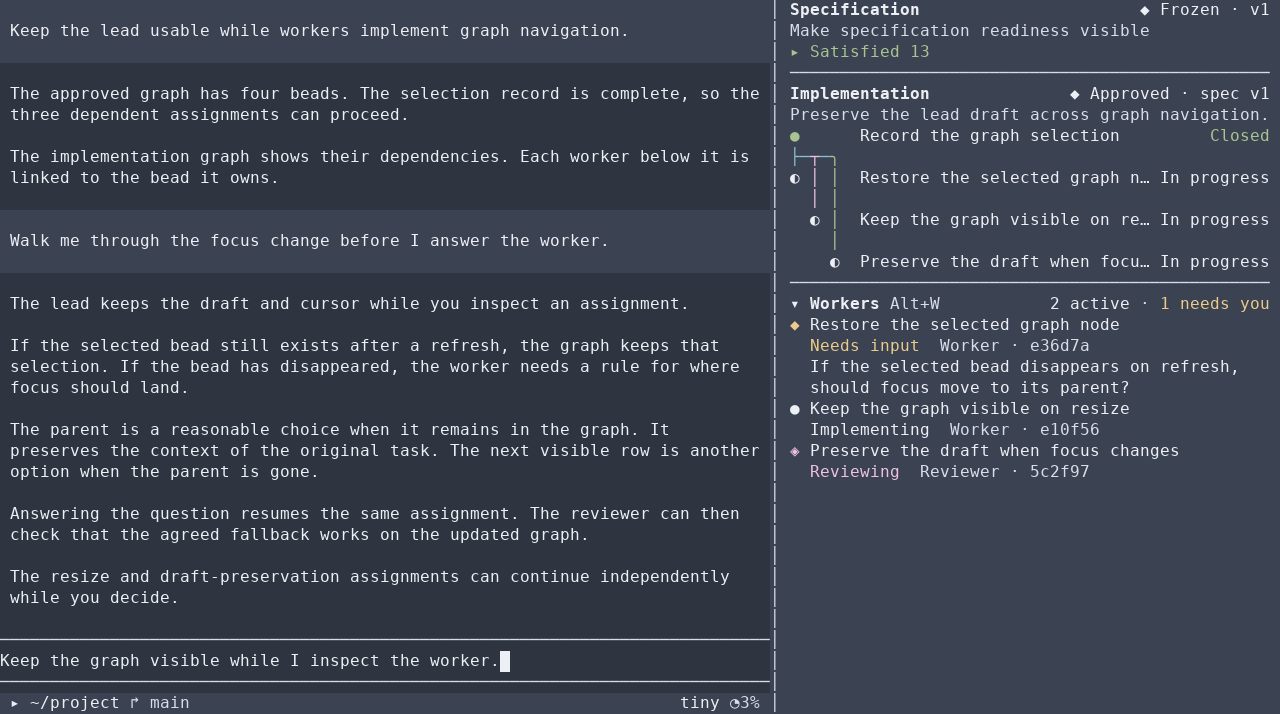 Keep the lead usable while workers implement graph navigation.
The approved graph has four beads. The selection record is complete, so the
three dependent assignments can proceed.
The implementation graph shows their dependencies. Each worker below it is
linked to the bead it owns.
Walk me through the focus change before I answer the worker.
The lead keeps the draft and cursor while you inspect an assignment.
If the selected bead still exists after a refresh, the graph keeps that
selection. If the bead has disappeared, the worker needs a rule for where
focus should land.
The parent is a reasonable choice when it remains in the graph. It
preserves the context of the original task. The next visible row is another
option when the parent is gone.
Answering the question resumes the same assignment. The reviewer can then
check that the agreed fallback works on the updated graph.
The resize and draft-preservation assignments can continue independently
while you decide.
Keep the graph visible while I inspect the worker.
▸ ~/project ↱ main tiny ◔3%
Specification ◆ Frozen · v1
Make specification readiness visible
▸ Satisfied 13
Implementation ◆ Approved · spec v1
Preserve the lead draft across graph navigation.
● Record the graph selection Closed
◐ Restore the selected graph n… In progress
◐ Keep the graph visible on re… In progress
◐ Preserve the draft when focu… In progress
▾ Workers Alt+W 2 active · 1 needs you
◆ Restore the selected graph node
Needs input Worker · e36d7a
If the selected bead disappears on refresh,
should focus move to its parent?
● Keep the graph visible on resize
Implementing Worker · e10f56
◈ Preserve the draft when focus changes
Reviewing Reviewer · 5c2f97